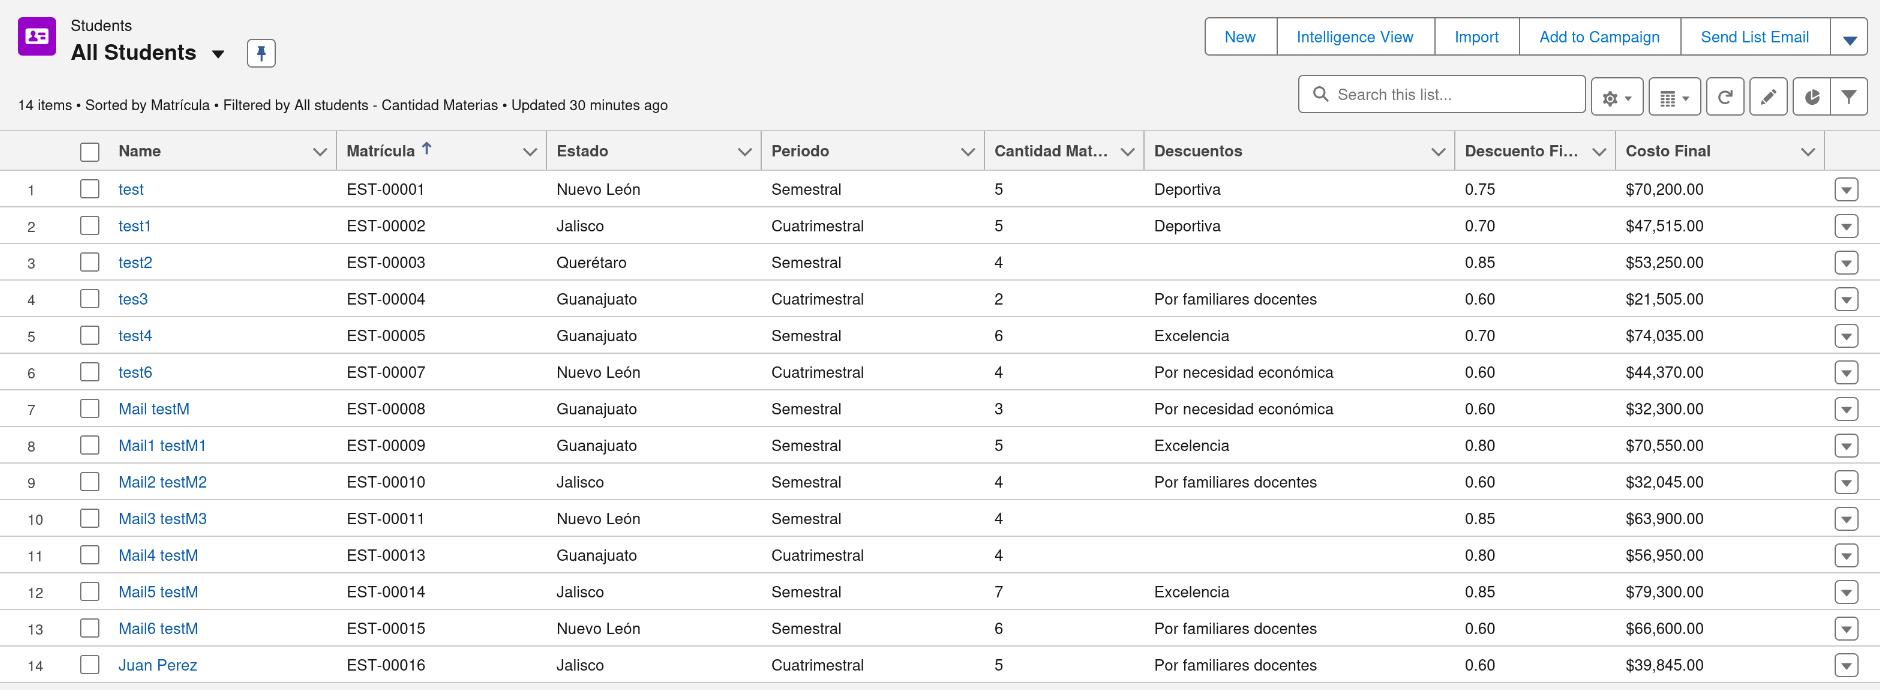 Students
All Students
New Intelligence View Import Add to Campaign Send List Email
14 items • Sorted by Matrícula • Filtered by All students - Cantidad Materias • Updated 30 minutes ago
Search this list...
Name Matrícula Estado Periodo Cantidad Mat... Descuentos Descuento Fi... Costo Final
1 test EST-00001 Nuevo León Semestral 5 Deportiva 0.75 $70,200.00
2 test1 EST-00002 Jalisco Cuatrimestral 5 Deportiva 0.70 $47,515.00
3 test2 EST-00003 Querétaro Semestral 4 0.85 $53,250.00
4 tes3 EST-00004 Guanajuato Cuatrimestral 2 Por familiares docentes 0.60 $21,505.00
5 test4 EST-00005 Guanajuato Semestral 6 Excelencia 0.70 $74,035.00
6 test6 EST-00007 Nuevo León Cuatrimestral 4 Por necesidad económica 0.60 $44,370.00
7 Mail testM EST-00008 Guanajuato Semestral 3 Por necesidad económica 0.60 $32,300.00
8 Mail1 testM1 EST-00009 Guanajuato Semestral 5 Excelencia 0.80 $70,550.00
9 Mail2 testM2 EST-00010 Jalisco Semestral 4 Por familiares docentes 0.60 $32,045.00
10 Mail3 testM3 EST-00011 Nuevo León Semestral 4 0.85 $63,900.00
11 Mail4 testM EST-00013 Guanajuato Cuatrimestral 4 0.80 $56,950.00
12 Mail5 testM EST-00014 Jalisco Semestral 7 Excelencia 0.85 $79,300.00
13 Mail6 testM EST-00015 Nuevo León Semestral 6 Por familiares docentes 0.60 $66,600.00
14 Juan Perez EST-00016 Jalisco Cuatrimestral 5 Por familiares docentes 0.60 $39,845.00